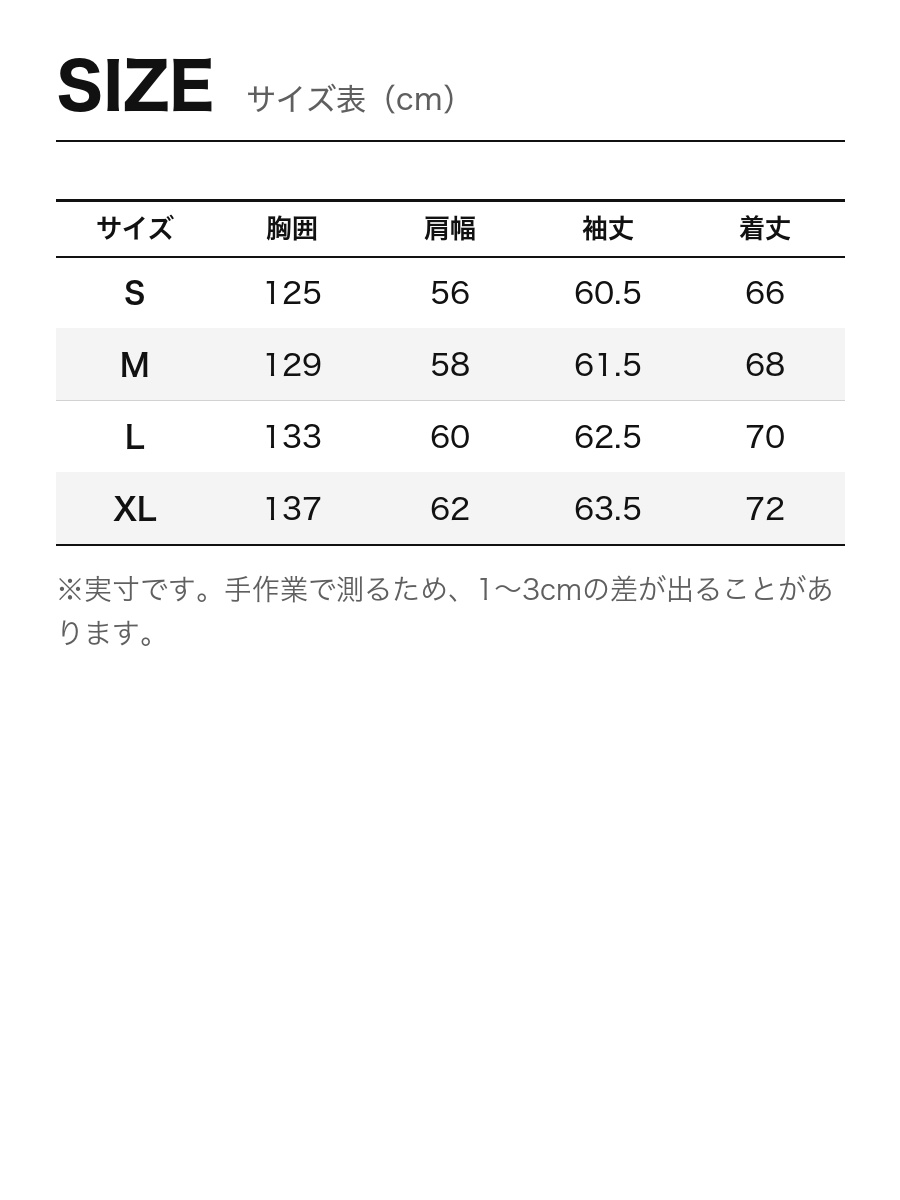 SIZE サイズ表（cm）
サイズ 胸囲 肩幅 袖丈 着丈
S 125 56 60.5 66
M 129 58 61.5 68
L 133 60 62.5 70
XL 137 62 63.5 72
※実寸です。手作業で測るため、1〜3cmの差が出ることがあ
ります。